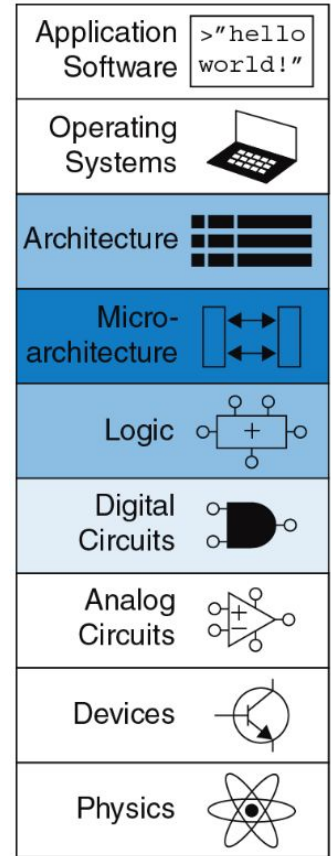 Application
Software
>"hello
world!"
Operating
Systems
Architecture
Micro-
architecture
Logic
+
Digital
Circuits
Analog
Circuits
+
−
Devices
Physics